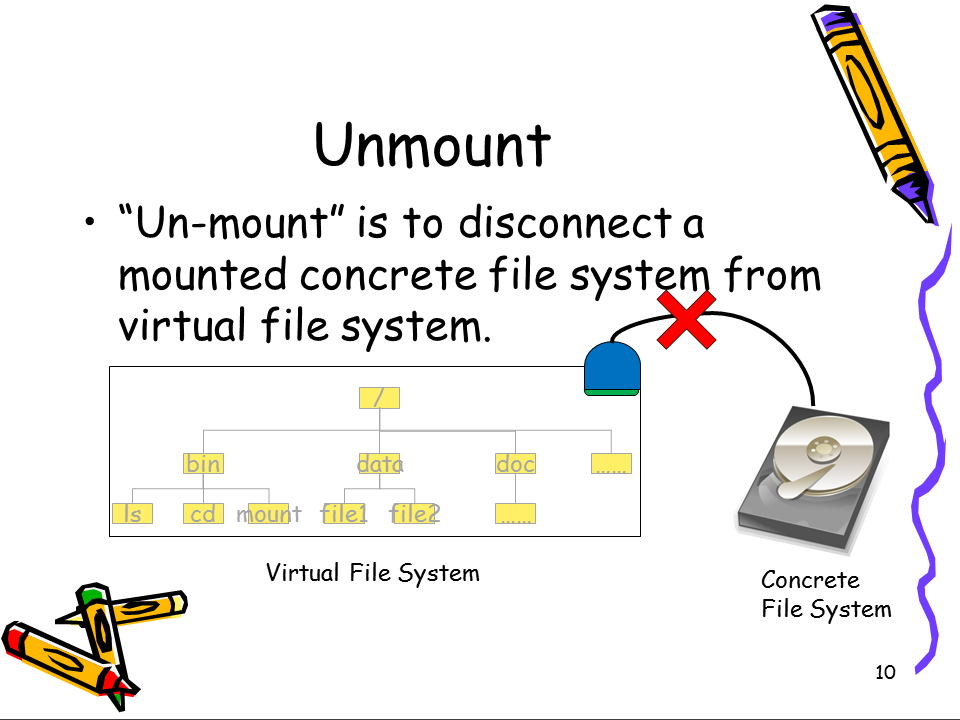 Unmount
• “Un-mount” is to disconnect a
mounted concrete file system from
virtual file system.
/
bin data doc ……
ls cd mount file1 file2 ……
Virtual File System
Concrete
File System
10